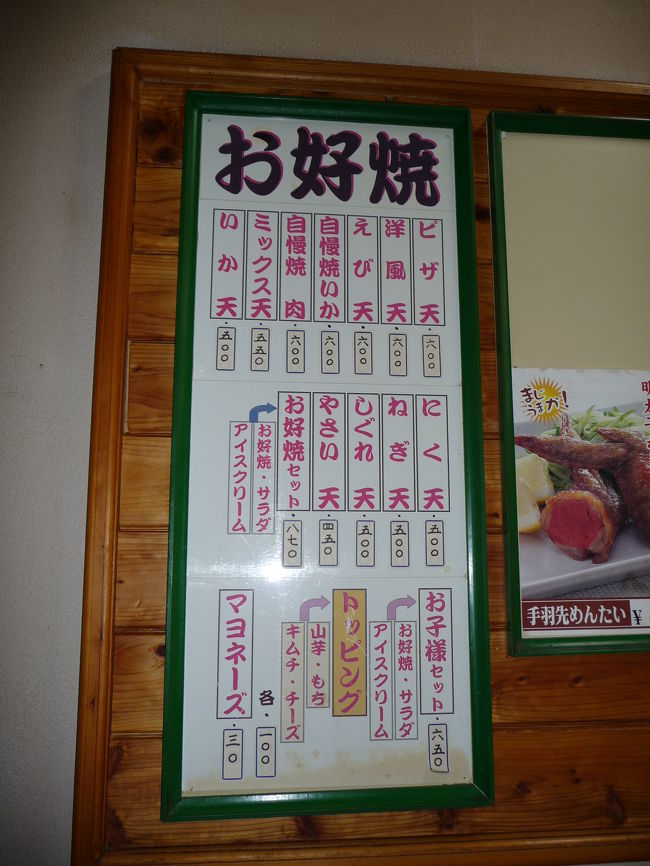 お好焼
ピザ天・六〇〇
洋風天・六〇〇
えび天・六〇〇
自慢焼いか・六〇〇
自慢焼肉・六〇〇
ミックス天・五五〇
いか天・五〇〇
にく天・五〇〇
ねぎ天・五〇〇
しぐれ天・五〇〇
やさい天・四五〇
お好焼セット・八七〇
お好焼・サラダ
アイスクリーム
お子様セット・六五〇
お好焼・サラダ
アイスクリーム
トッピング
山芋・もち
キムチ・チーズ
各・一〇〇
マヨネーズ・三〇
まじうまか!
手羽先めんたい ¥